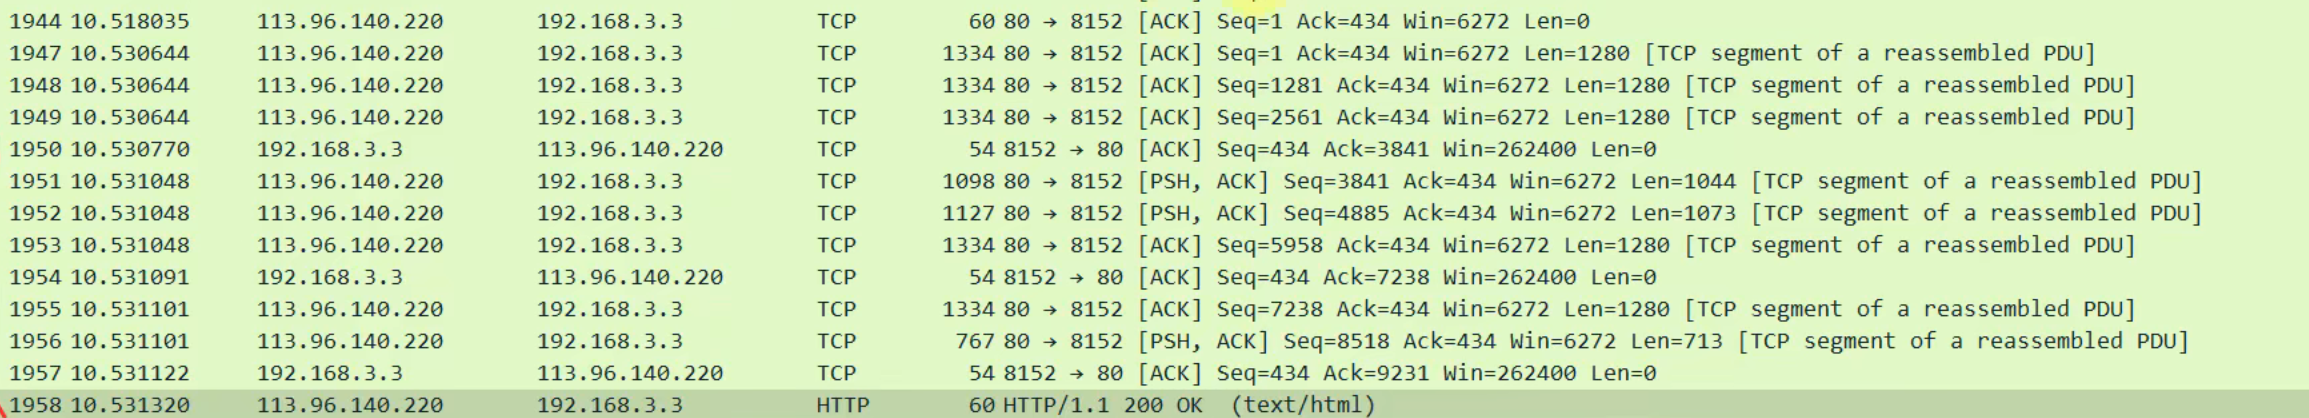 1944 10.518035 113.96.140.220 192.168.3.3 TCP 60 80 → 8152 [ACK] Seq=1 Ack=434 Win=6272 Len=0
1947 10.530644 113.96.140.220 192.168.3.3 TCP 1334 80 → 8152 [ACK] Seq=1 Ack=434 Win=6272 Len=1280 [TCP segment of a reassembled PDU]
1948 10.530644 113.96.140.220 192.168.3.3 TCP 1334 80 → 8152 [ACK] Seq=1281 Ack=434 Win=6272 Len=1280 [TCP segment of a reassembled PDU]
1949 10.530644 113.96.140.220 192.168.3.3 TCP 1334 80 → 8152 [ACK] Seq=2561 Ack=434 Win=6272 Len=1280 [TCP segment of a reassembled PDU]
1950 10.530770 192.168.3.3 113.96.140.220 TCP 54 8152 → 80 [ACK] Seq=434 Ack=3841 Win=262400 Len=0
1951 10.531048 113.96.140.220 192.168.3.3 TCP 1098 80 → 8152 [PSH, ACK] Seq=3841 Ack=434 Win=6272 Len=1044 [TCP segment of a reassembled PDU]
1952 10.531048 113.96.140.220 192.168.3.3 TCP 1127 80 → 8152 [PSH, ACK] Seq=4885 Ack=434 Win=6272 Len=1073 [TCP segment of a reassembled PDU]
1953 10.531048 113.96.140.220 192.168.3.3 TCP 1334 80 → 8152 [ACK] Seq=5958 Ack=434 Win=6272 Len=1280 [TCP segment of a reassembled PDU]
1954 10.531091 192.168.3.3 113.96.140.220 TCP 54 8152 → 80 [ACK] Seq=434 Ack=7238 Win=262400 Len=0
1955 10.531101 113.96.140.220 192.168.3.3 TCP 1334 80 → 8152 [ACK] Seq=7238 Ack=434 Win=6272 Len=1280 [TCP segment of a reassembled PDU]
1956 10.531101 113.96.140.220 192.168.3.3 TCP 767 80 → 8152 [PSH, ACK] Seq=8518 Ack=434 Win=6272 Len=713 [TCP segment of a reassembled PDU]
1957 10.531122 192.168.3.3 113.96.140.220 TCP 54 8152 → 80 [ACK] Seq=434 Ack=9231 Win=262400 Len=0
1958 10.531320 113.96.140.220 192.168.3.3 HTTP 60 HTTP/1.1 200 OK (text/html)